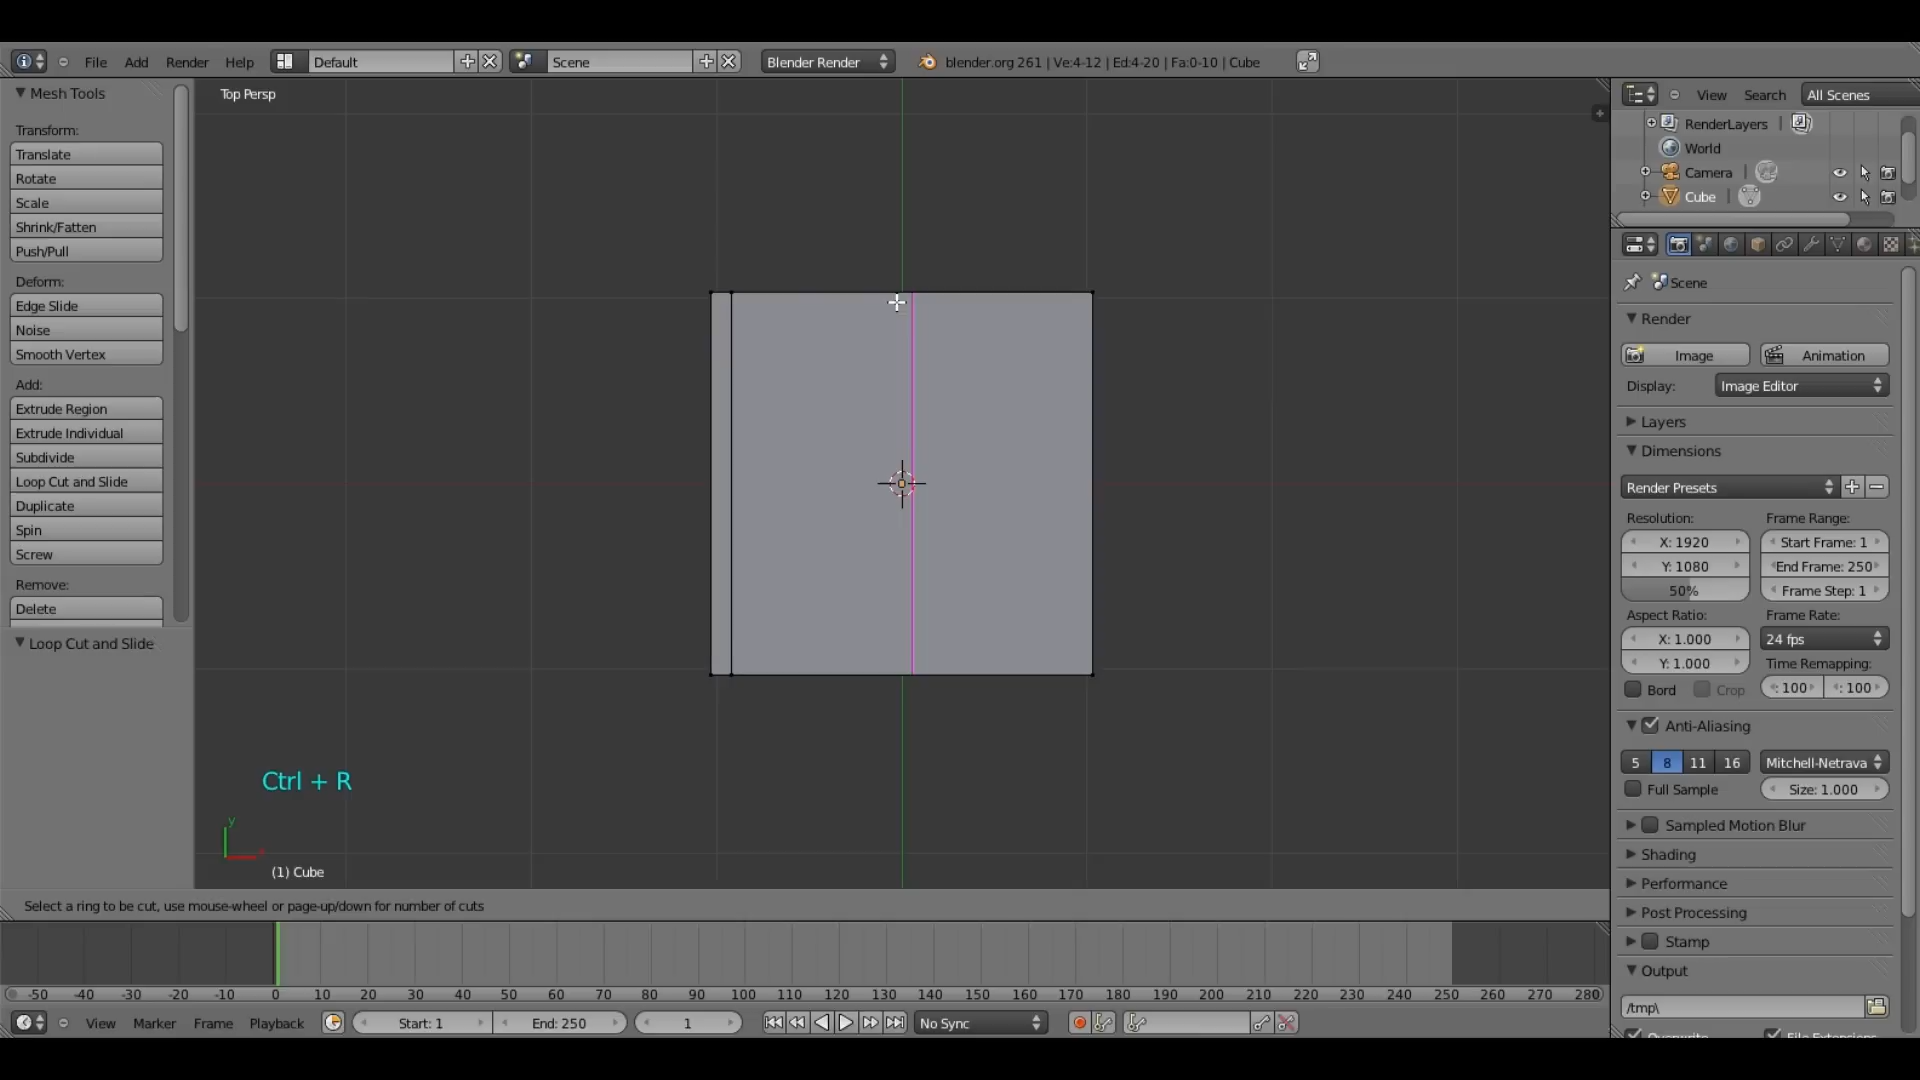 File Add Render Help Default Scene Blender Render blender.org 261 | Ve:4-12 | Ed:4-20 | Fa:0-10 | Cube
Mesh Tools
Transform:
Translate
Rotate
Scale
Shrink/Fatten
Push/Pull
Deform:
Edge Slide
Noise
Smooth Vertex
Add:
Extrude Region
Extrude Individual
Subdivide
Loop Cut and Slide
Duplicate
Spin
Screw
Remove:
Delete
Loop Cut and Slide
Top Persp
Ctrl + R
y
(1) Cube
Select a ring to be cut, use mouse-wheel or page-up/down for number of cuts
View Search All Scenes
RenderLayers
World
Camera
Cube
Scene
Render
Image Animation
Display: Image Editor
Layers
Dimensions
Render Presets
Resolution: Frame Range:
X: 1920 Start Frame: 1
Y: 1080 End Frame: 250
50% Frame Step: 1
Aspect Ratio: Frame Rate:
X: 1.000 24 fps
Y: 1.000 Time Remapping:
Bord Crop : 100 : 100
Anti-Aliasing
5 8 11 16 Mitchell-Netrava
Full Sample Size: 1.000
Sampled Motion Blur
Shading
Performance
Post Processing
Stamp
Output
/tmp\
-50 -40 -30 -20 -10 0 10 20 30 40 50 60 70 80 90 100 110 120 130 140 150 160 170 180 190 200 210 220 230 240 250 260 270 280
View Marker Frame Playback Start: 1 End: 250 1 No Sync